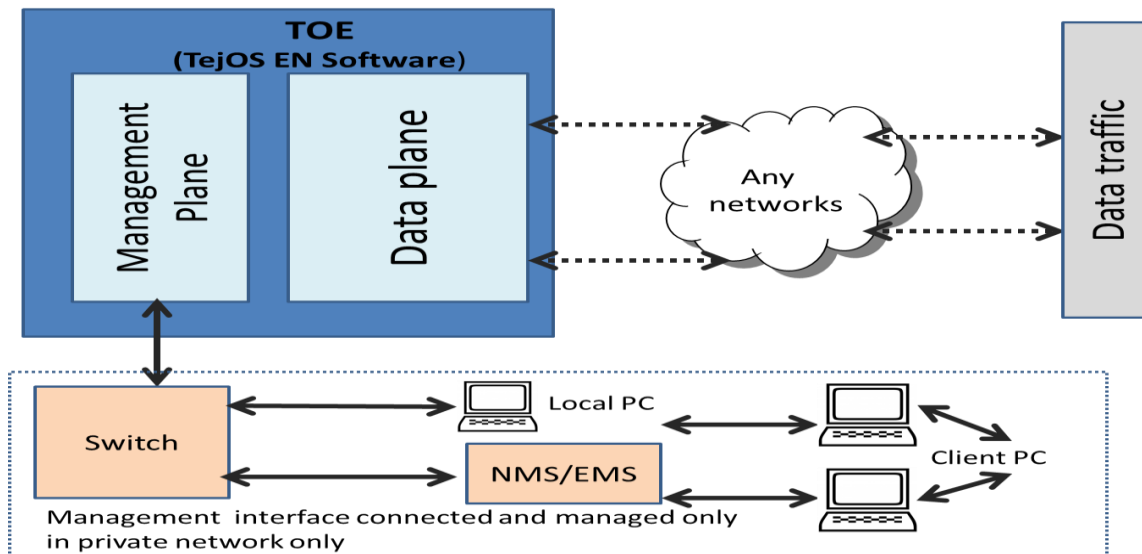 TOE
(TejOS EN Software)
Management
Plane
Data plane
Any
networks
Data traffic
Switch
Local PC
NMS/EMS
Client PC
Management interface connected and managed only
in private network only